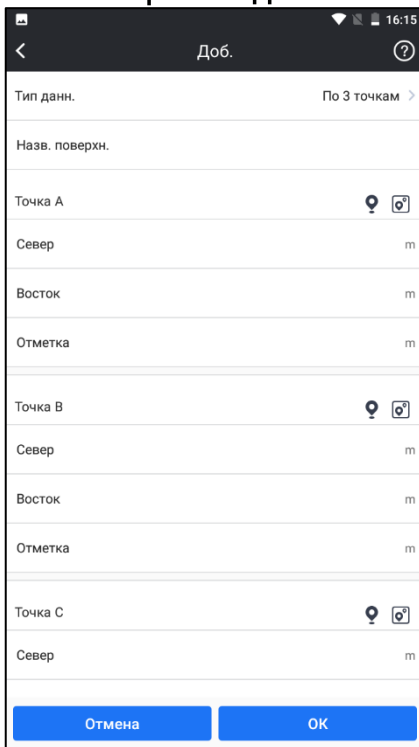 16:15
Доб.
Тип данн. По 3 точкам
Назв. поверхн.
Точка A
Север m
Восток m
Отметка m
Точка B
Север m
Восток m
Отметка m
Точка C
Север m
Отмена ОК